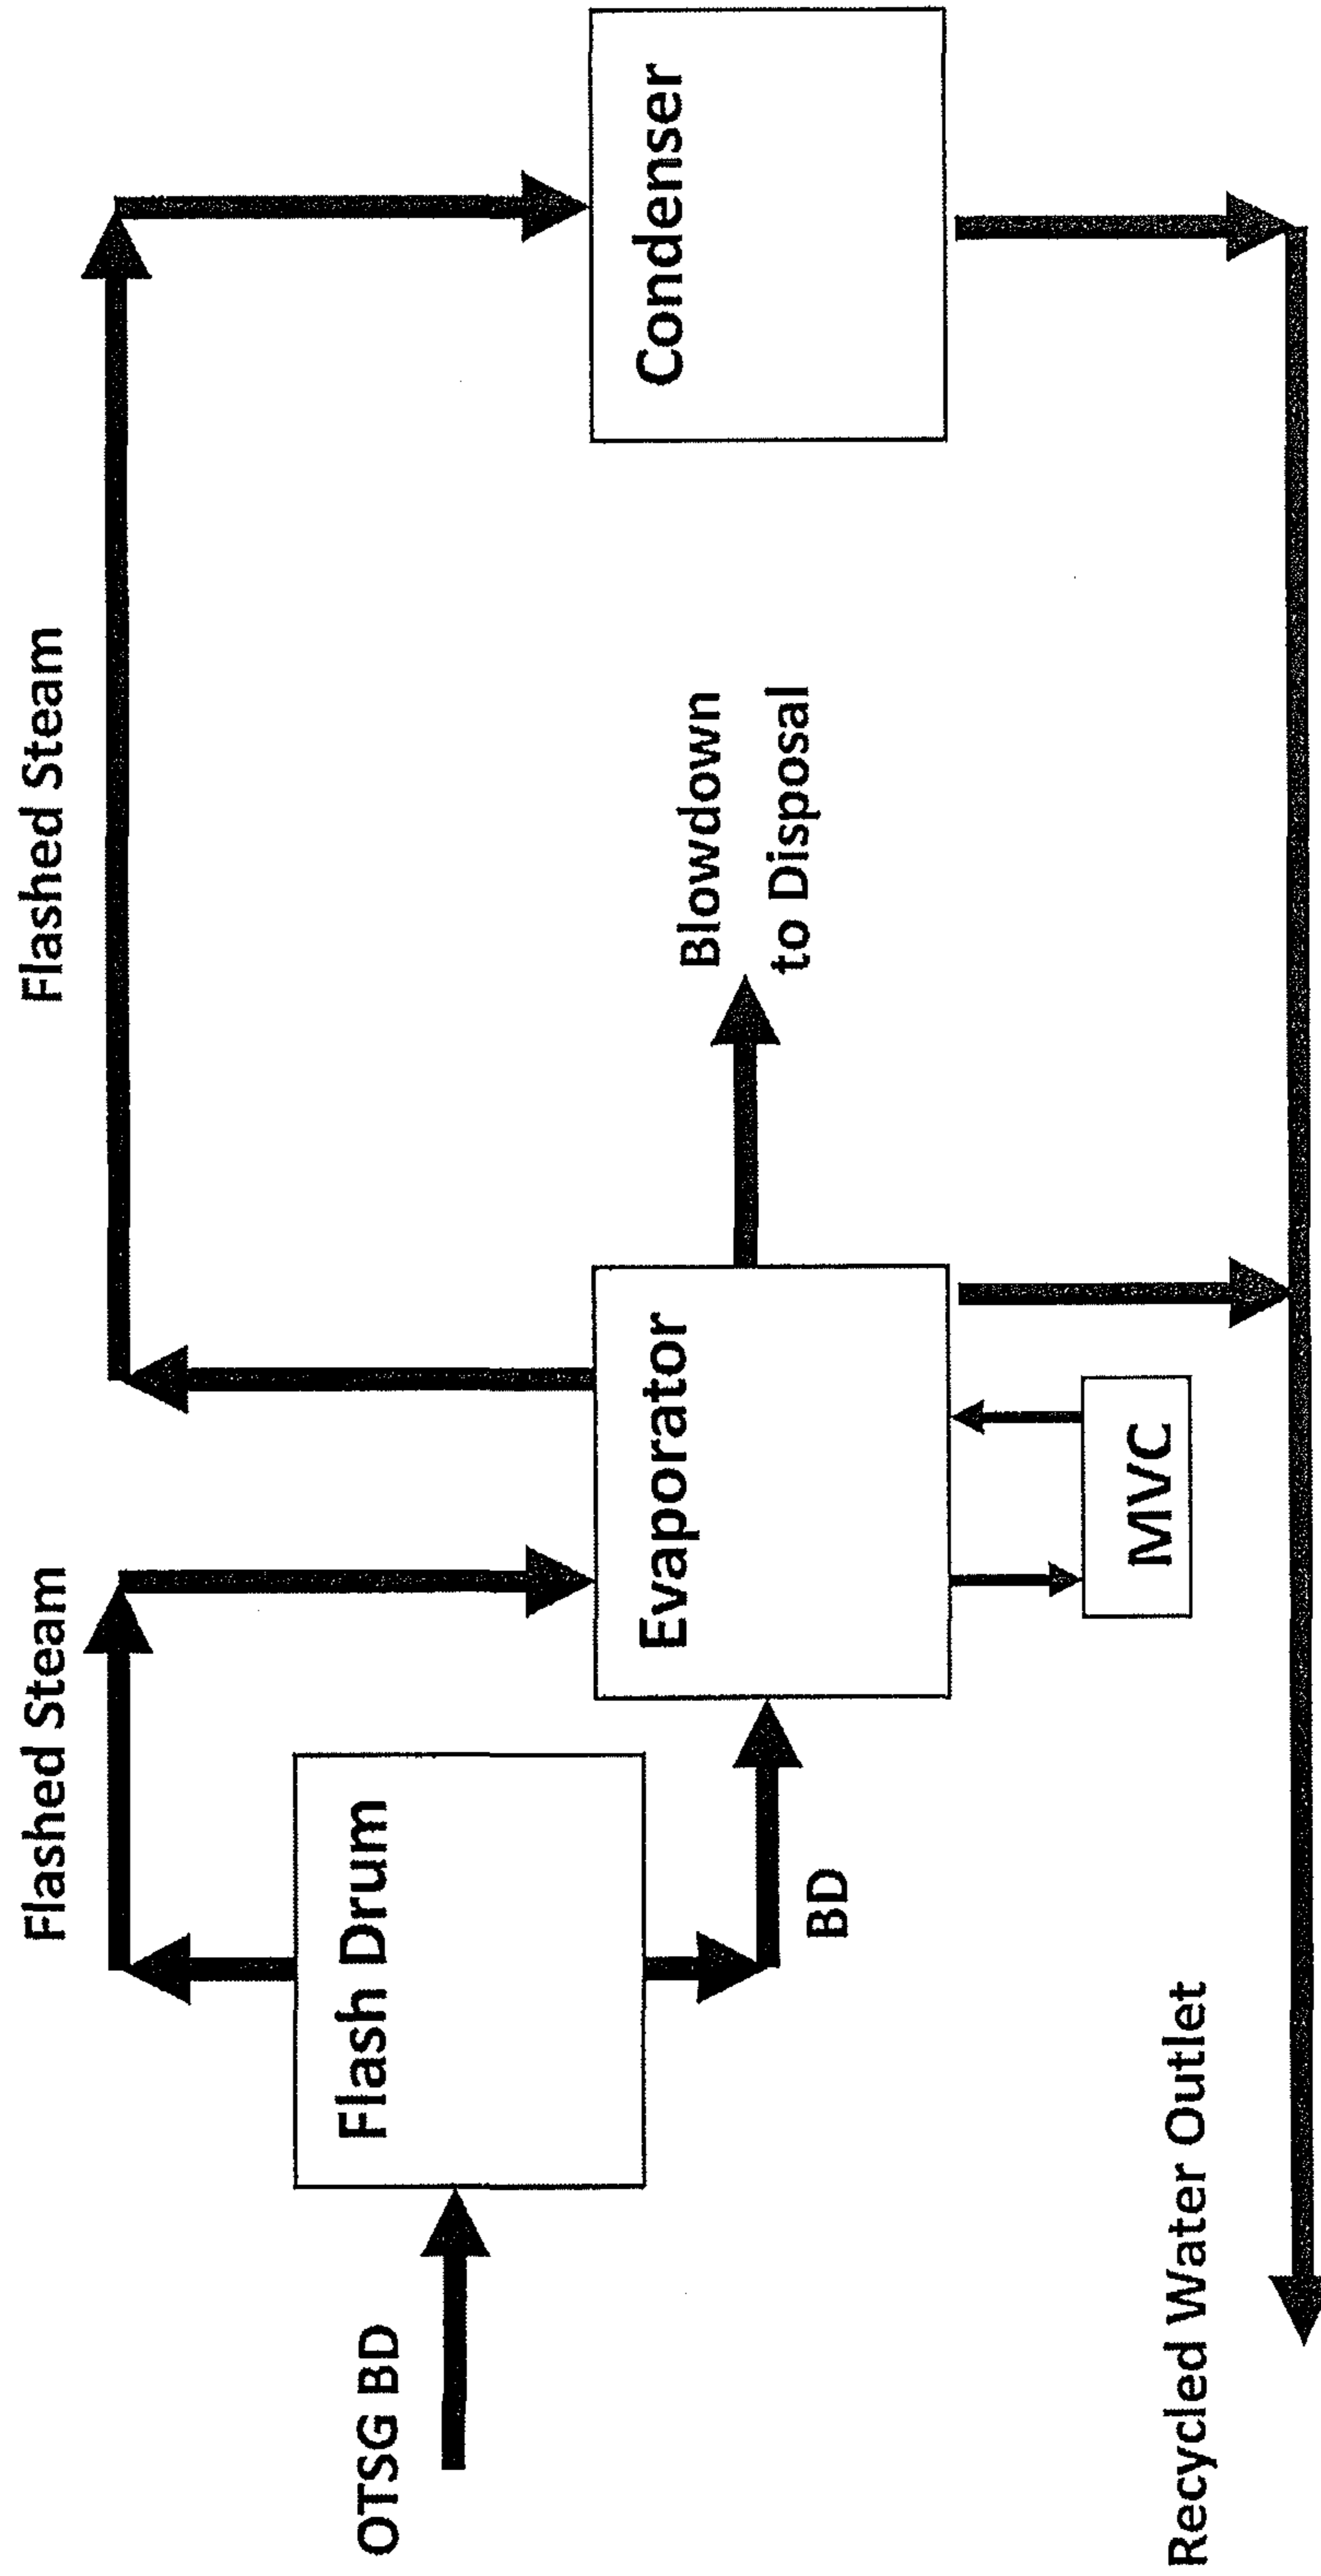 Flashed Steam
Flashed Steam
OTSG BD
Flash Drum
Evaporator
Condenser
Blowdown
to Disposal
BD
MVC
Recycled Water Outlet